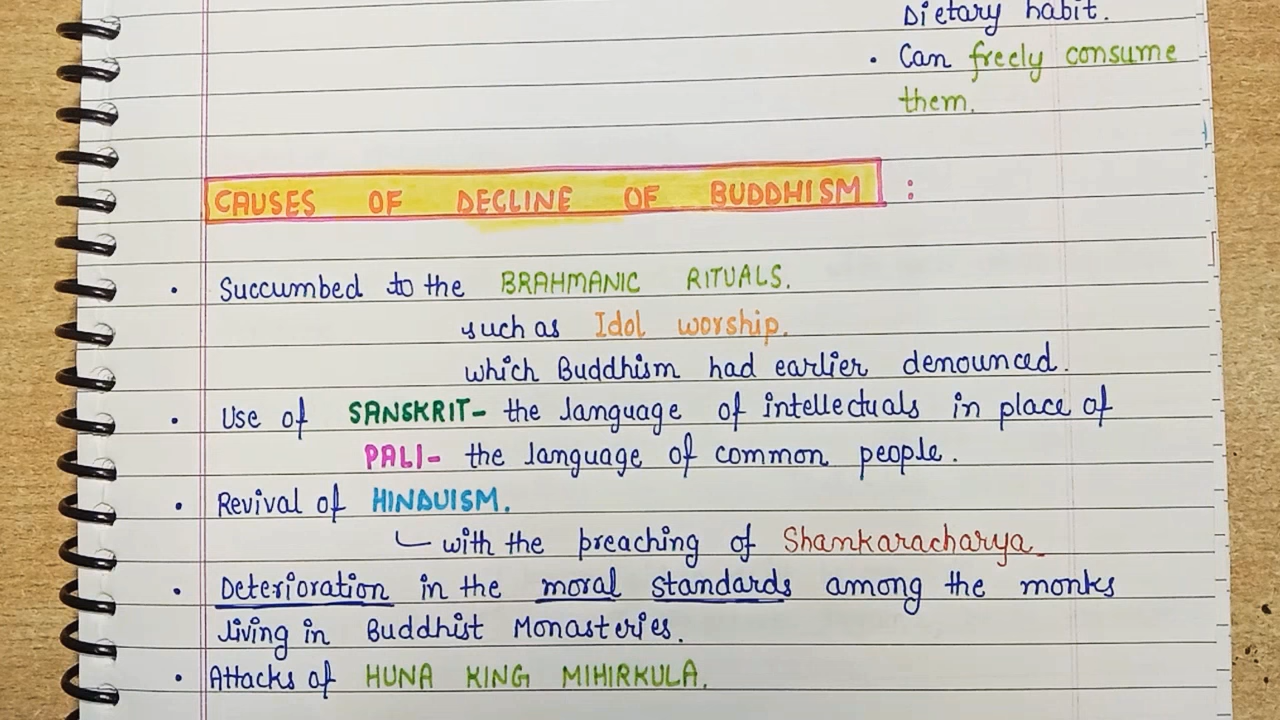 Dietary habit.
• Can freely consume
them.
CAUSES OF DECLINE OF BUDDHISM :
• Succumbed to the BRAHMANIC RITUALS.
such as Idol worship.
which Buddhism had earlier denounced.
• Use of SANSKRIT- the language of intellectuals in place of
PALI- the language of common people.
• Revival of HINDUISM.
with the preaching of Shankaracharya
• Deterioration in the moral standards among the monks
living in Buddhist Monasteries.
• Attacks of HUNA KING MIHIRKULA.